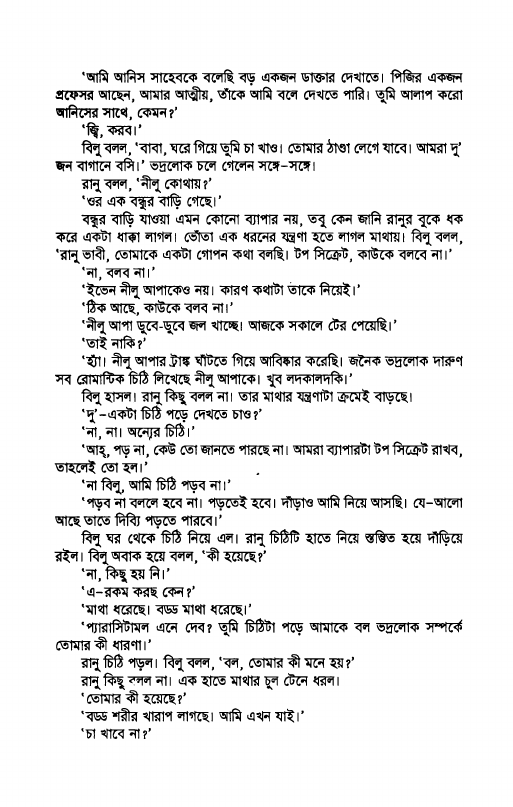 ‘আমি আনিস সাহেবকে বলেছি বড় একজন ডাক্তার দেখাতে। পিজির একজন
প্রফেসর আছেন, আমার আত্মীয়, তাঁকে আমি বলে দেখতে পারি। তুমি আলাপ করো
আনিসের সাথে, কেমন?’
‘জ্বি, করব।’
বিলু বলল, ‘বাবা, ঘরে গিয়ে তুমি চা খাও। তোমার ঠাণ্ডা লেগে যাবে। আমরা দু’
জন বাগানে বসি।’ ভদ্রলোক চলে গেলেন সঙ্গে-সঙ্গে।
রানু বলল, ‘নীলু কোথায়?’
‘ওর এক বন্ধুর বাড়ি গেছে।’
বন্ধুর বাড়ি যাওয়া এমন কোনো ব্যাপার নয়, তবু কেন জানি রানুর বুকে ধক
করে একটা ধাক্কা লাগল। ভোঁতা এক ধরনের যন্ত্রণা হতে লাগল মাথায়। বিলু বলল,
‘রানু ভাবী, তোমাকে একটা গোপন কথা বলছি। টপ সিক্রেট, কাউকে বলবে না।’
‘না, বলব না।’
‘ইভেন নীলু আপাকেও নয়। কারণ কথাটা তাকে নিয়েই।’
‘ঠিক আছে, কাউকে বলব না।’
‘নীলু আপা ডুবে-ডুবে জল খাচ্ছে। আজকে সকালে টের পেয়েছি।’
‘তাই নাকি?’
‘হ্যাঁ। নীলু আপার ট্রাঙ্ক ঘাঁটতে গিয়ে আবিষ্কার করেছি। জনৈক ভদ্রলোক দারুণ
সব রোমান্টিক চিঠি লিখেছে নীলু আপাকে। খুব লদকালদকি।’
বিলু হাসল। রানু কিছু বলল না। তার মাথার যন্ত্রণাটা ক্রমেই বাড়ছে।
‘দু’-একটা চিঠি পড়ে দেখতে চাও?’
‘না, না। অন্যের চিঠি।’
‘আহ্, পড় না, কেউ তো জানতে পারছে না। আমরা ব্যাপারটা টপ সিক্রেট রাখব,
তাহলেই তো হল।’
‘না বিলু, আমি চিঠি পড়ব না।’
‘পড়ব না বললে হবে না। পড়তেই হবে। দাঁড়াও আমি নিয়ে আসছি। যে-আলো
আছে তাতে দিব্যি পড়তে পারবে।’
বিলু ঘর থেকে চিঠি নিয়ে এল। রানু চিঠিটি হাতে নিয়ে স্তম্ভিত হয়ে দাঁড়িয়ে
রইল। বিলু অবাক হয়ে বলল, ‘কী হয়েছে?’
‘না, কিছু হয় নি।’
‘এ-রকম করছ কেন?’
‘মাথা ধরেছে। বড্ড মাথা ধরেছে।’
‘প্যারাসিটামল এনে দেব? তুমি চিঠিটা পড়ে আমাকে বল ভদ্রলোক সম্পর্কে
তোমার কী ধারণা।’
রানু চিঠি পড়ল। বিলু বলল, ‘বল, তোমার কী মনে হয়?’
রানু কিছু বলল না। এক হাতে মাথার চুল টেনে ধরল।
‘তোমার কী হয়েছে?’
‘বড্ড শরীর খারাপ লাগছে। আমি এখন যাই।’
‘চা খাবে না?’